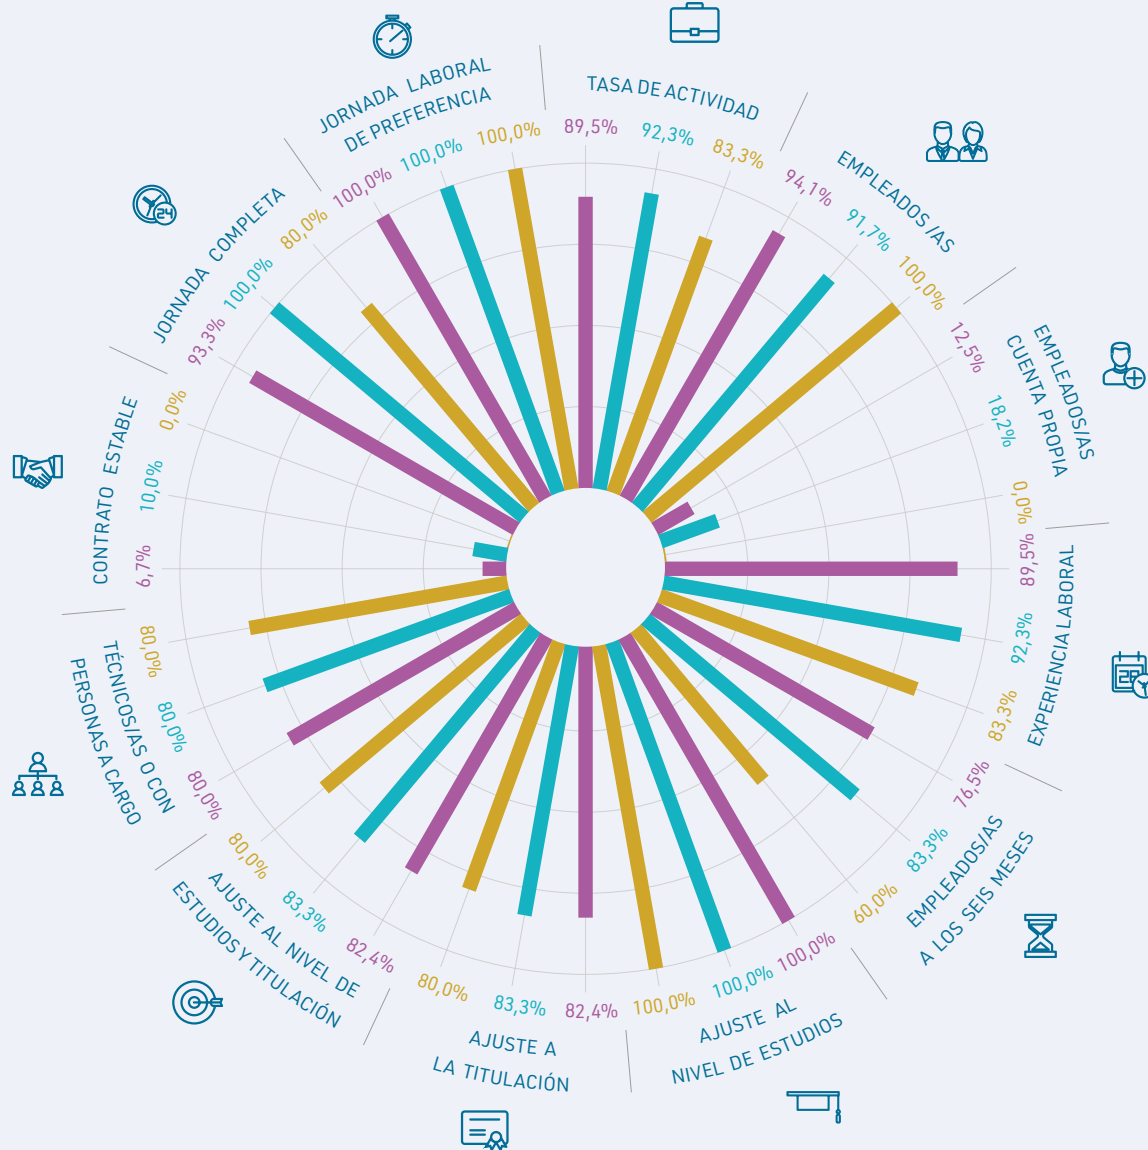 TASA DE ACTIVIDAD
89,5%
92,3%
83,3%
EMPLEADOS/AS
94,1%
91,7%
100,0%
EMPLEADOS/AS
CUENTA PROPIA
12,5%
18,2%
0,0%
EXPERIENCIA LABORAL
89,5%
92,3%
83,3%
EMPLEADOS/AS
A LOS SEIS MESES
76,5%
83,3%
60,0%
AJUSTE AL
NIVEL DE ESTUDIOS
100,0%
100,0%
100,0%
AJUSTE A
LA TITULACIÓN
82,4%
83,3%
80,0%
AJUSTE AL NIVEL DE
ESTUDIOS Y TITULACIÓN
82,4%
83,3%
80,0%
TÉCNICOS/AS O CON
PERSONAS A CARGO
80,0%
80,0%
80,0%
CONTRATO ESTABLE
6,7%
10,0%
0,0%
JORNADA COMPLETA
93,3%
100,0%
80,0%
JORNADA LABORAL
DE PREFERENCIA
100,0%
100,0%
100,0%
24